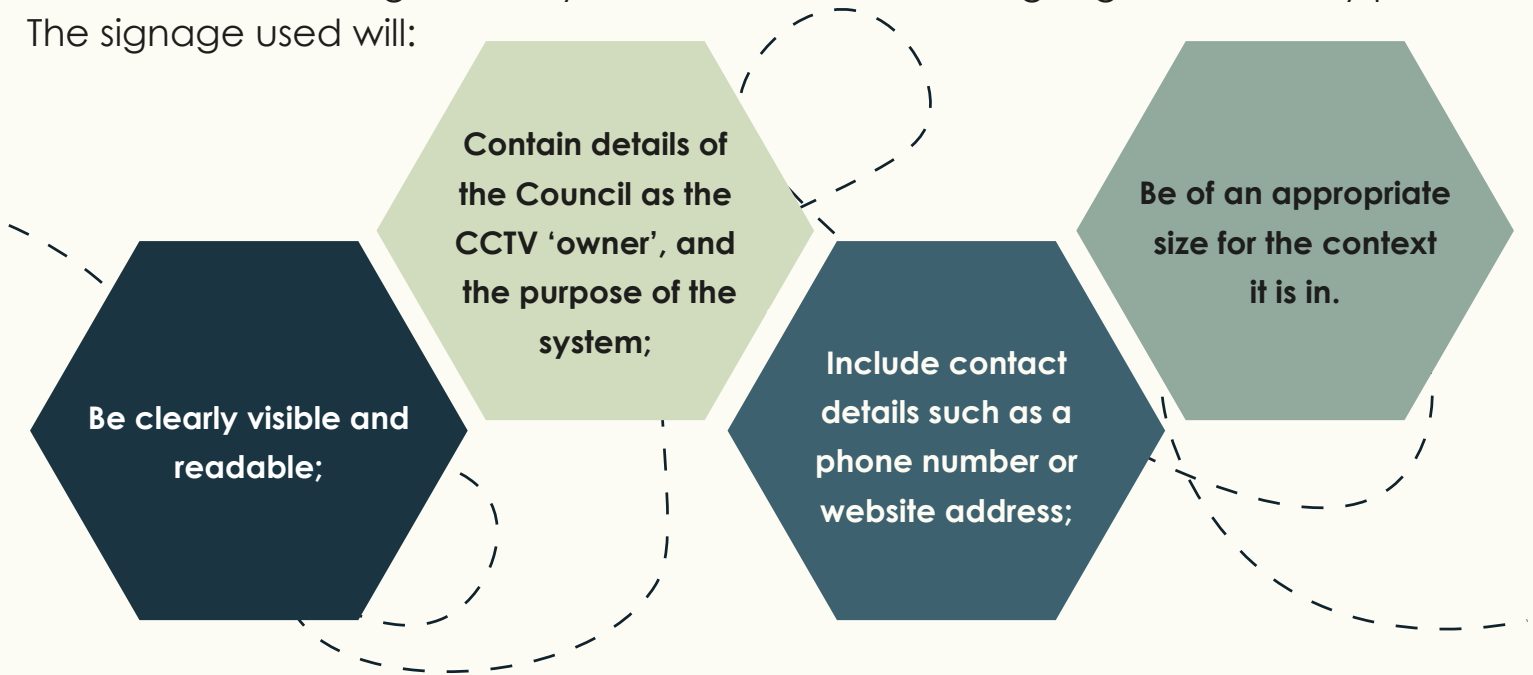 The signage used will:
Be clearly visible and
readable;
Contain details of
the Council as the
CCTV ‘owner’, and
the purpose of the
system;
Include contact
details such as a
phone number or
website address;
Be of an appropriate
size for the context
it is in.